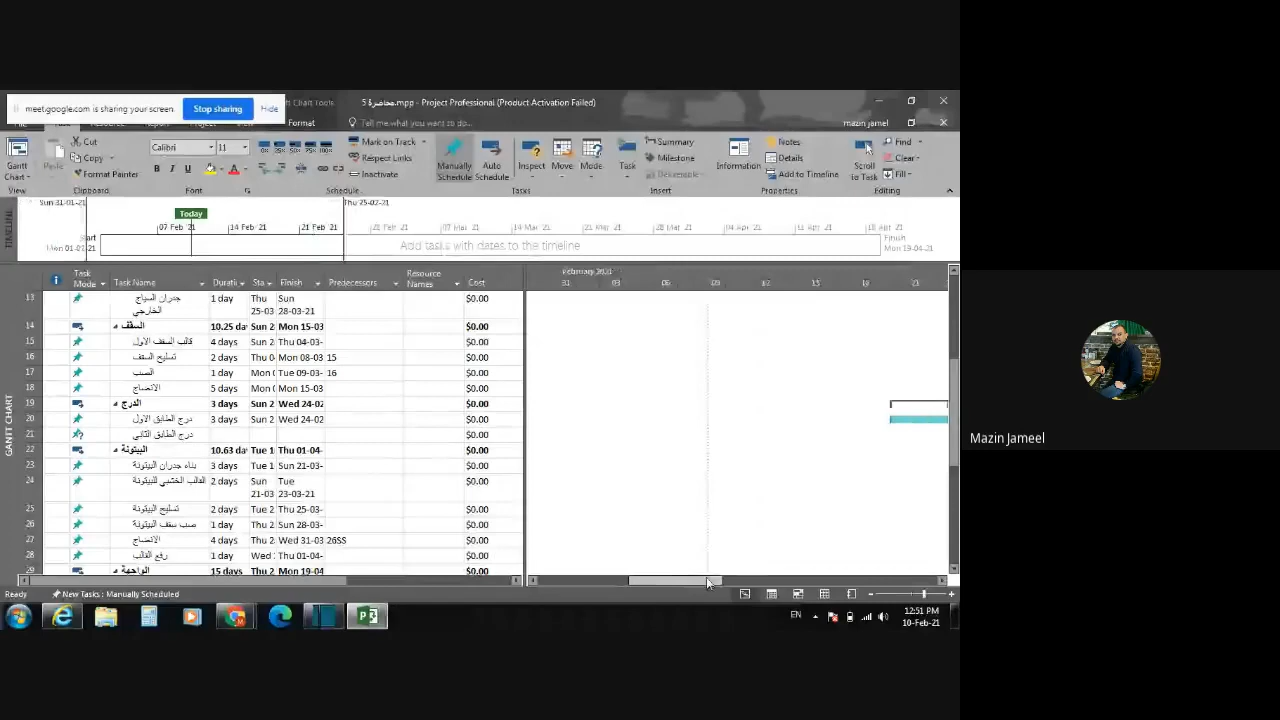 meet.google.com is sharing your screen.
Stop sharing
Hide
محاضرة 5.mpp - Project Professional (Product Activation Failed)
Format
Tell me what you want to do...
mazin jamel
Gantt Chart
View
Cut
Copy
Format Painter
Clipboard
Calibri
11
B I U
Font
Mark on Track
Respect Links
Inactivate
Schedule
Manually Schedule
Auto Schedule
Inspect
Move
Mode
Tasks
Task
Summary
Milestone
Insert
Information
Notes
Details
Add to Timeline
Properties
Scroll to Task
Find
Clear
Fill
Editing
TIMELINE
Sun 31-01-21
Thu 25-02-21
Today
07 Feb '21
14 Feb '21
21 Feb '21
Start
Mon 01-02-21
Add tasks with dates to the timeline
Finish
Mon 19-04-21
GANTT CHART
Task Mode
Task Name
Durati
Sta
Finish
Predecessors
Resource Names
Cost
13 جدران السياج الخارجي 1 day Thu 25-03 Sun 28-03-21 $0.00
14 السقف 10.25 da Sun 2 Mon 15-03 $0.00
15 قالب السقف الاول 4 days Sun 2 Thu 04-03- $0.00
16 تسليح السقف 2 days Thu 0 Mon 08-03 15 $0.00
17 الصب 1 day Mon Tue 09-03- 16 $0.00
18 الانضاج 5 days Mon Mon 15-03 $0.00
19 الدرج 3 days Sun 2 Wed 24-02 $0.00
20 درج الطابق الاول 3 days Sun 2 Wed 24-02 $0.00
21 درج الطابق الثاني $0.00
22 البيتونة 10.63 da Tue 1 Thu 01-04- $0.00
23 بناء جدران البيتونة 3 days Tue 1 Sun 21-03- $0.00
24 القالب الخشبي للبيتونة 2 days Sun 21-03 Tue 23-03-21 $0.00
25 تسليح البيتونة 2 days Tue 2 Thu 25-03- $0.00
26 صب سقف البيتونة 1 day Thu 2 Sun 28-03- $0.00
27 الانضاج 4 days Thu 2 Wed 31-03 26SS $0.00
28 رفع القالب 1 day Wed Thu 01-04- $0.00
29 الواجهة 15 days Thu 2 Mon 19-04 $0.00
February 2021
31 03 13 18 21
Ready
New Tasks : Manually Scheduled
EN
12:51 PM
10-Feb-21
Mazin Jameel